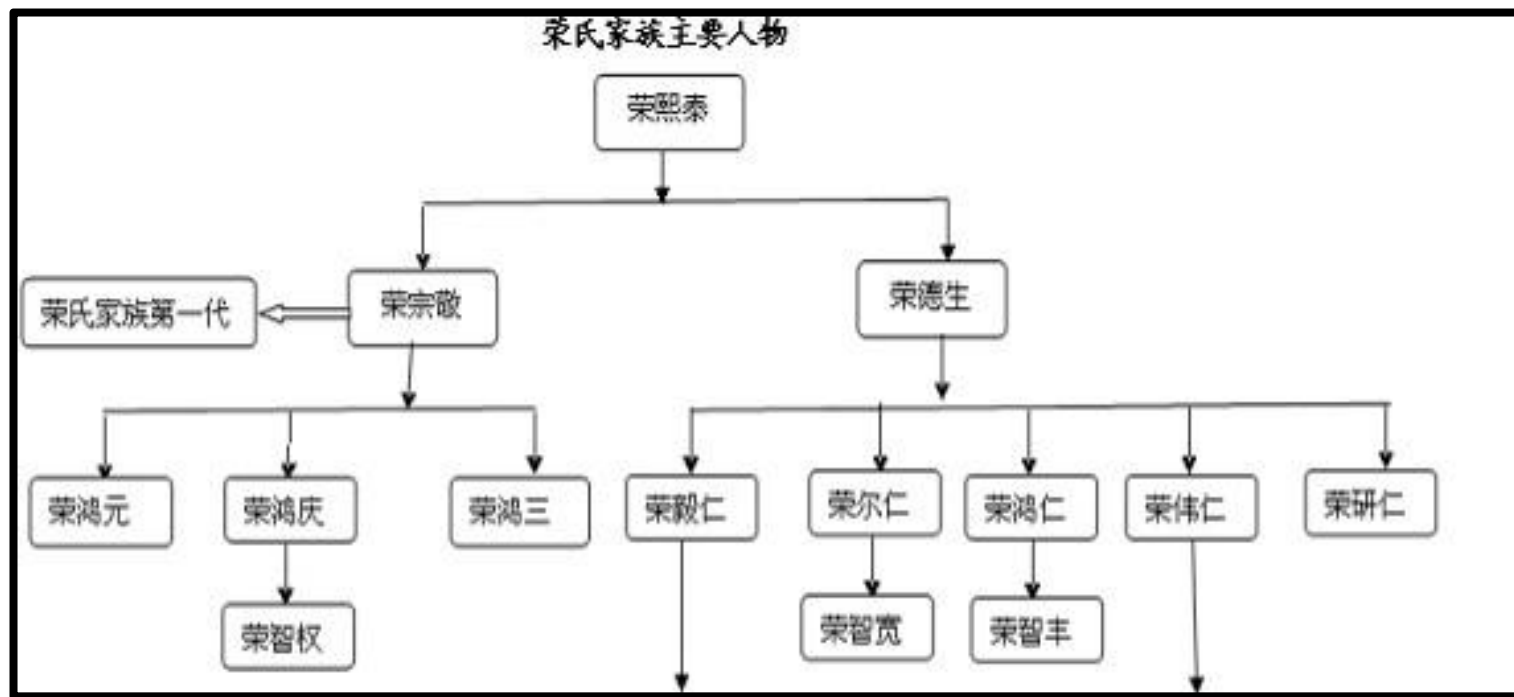 荣氏家族主要人物
荣熙泰
荣氏家族第一代
荣宗敬
荣德生
荣鸿元
荣鸿庆
荣鸿三
荣毅仁
荣尔仁
荣鸿仁
荣伟仁
荣研仁
荣智权
荣智宽
荣智丰